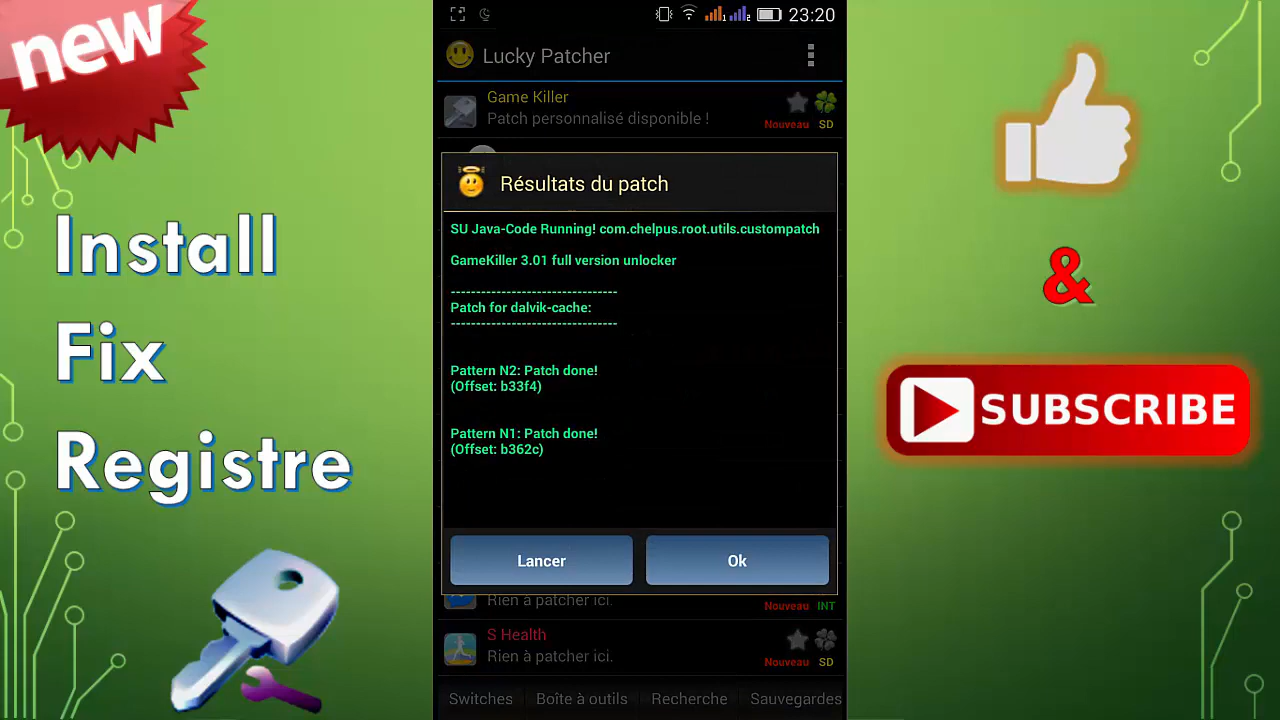 new
Install
Fix
Registre
23:20
Lucky Patcher
Game Killer
Patch personnalisé disponible !
Nouveau SD
Résultats du patch
SU Java-Code Running! com.chelpus.root.utils.custompatch
GameKiller 3.01 full version unlocker
---------------------------------
Patch for dalvik-cache:
---------------------------------
Pattern N2: Patch done!
(Offset: b33f4)
Pattern N1: Patch done!
(Offset: b362c)
Lancer Ok
Rien à patcher ici.
Nouveau INT
S Health
Rien à patcher ici.
Nouveau SD
Switches Boîte à outils Recherche Sauvegardes
&
SUBSCRIBE